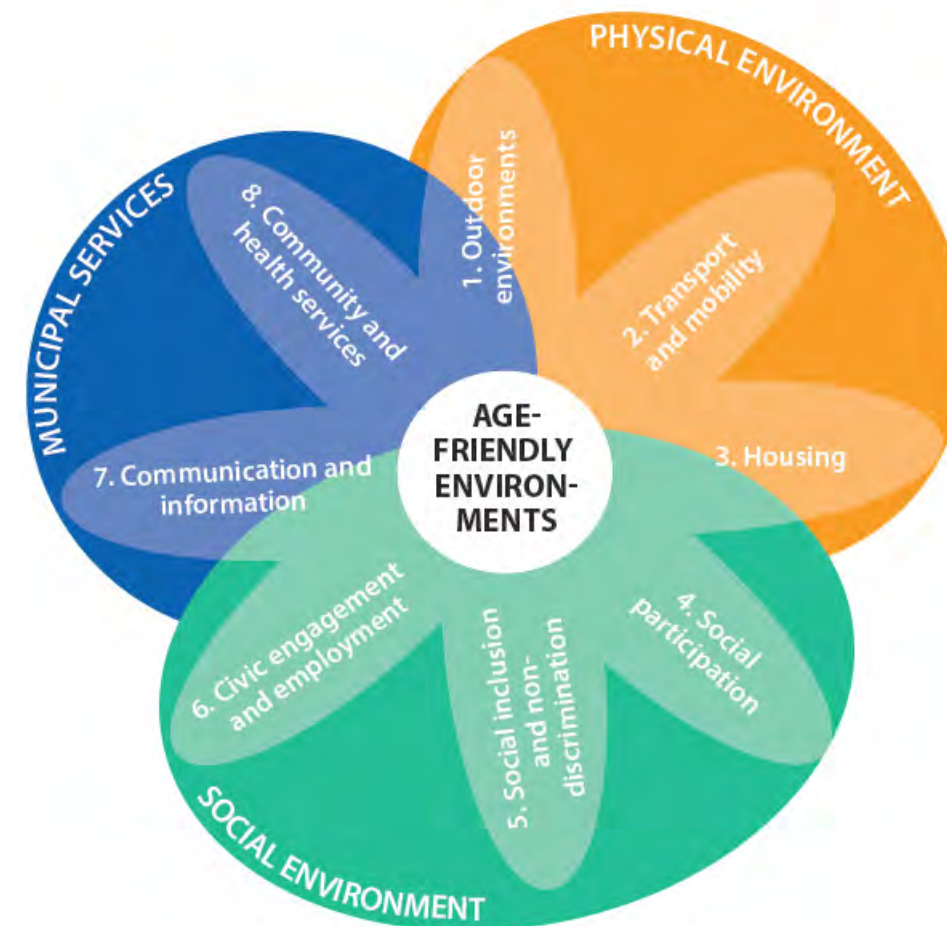 PHYSICAL ENVIRONMENT
MUNICIPAL SERVICES
SOCIAL ENVIRONMENT
AGE-
FRIENDLY
ENVIRON-
MENTS
1. Outdoor
environments
2. Transport
and mobility
3. Housing
4. Social
participation
5. Social inclusion
and non-
discrimination
6. Civic engagement
and employment
7. Communication and
information
8. Community and
health services